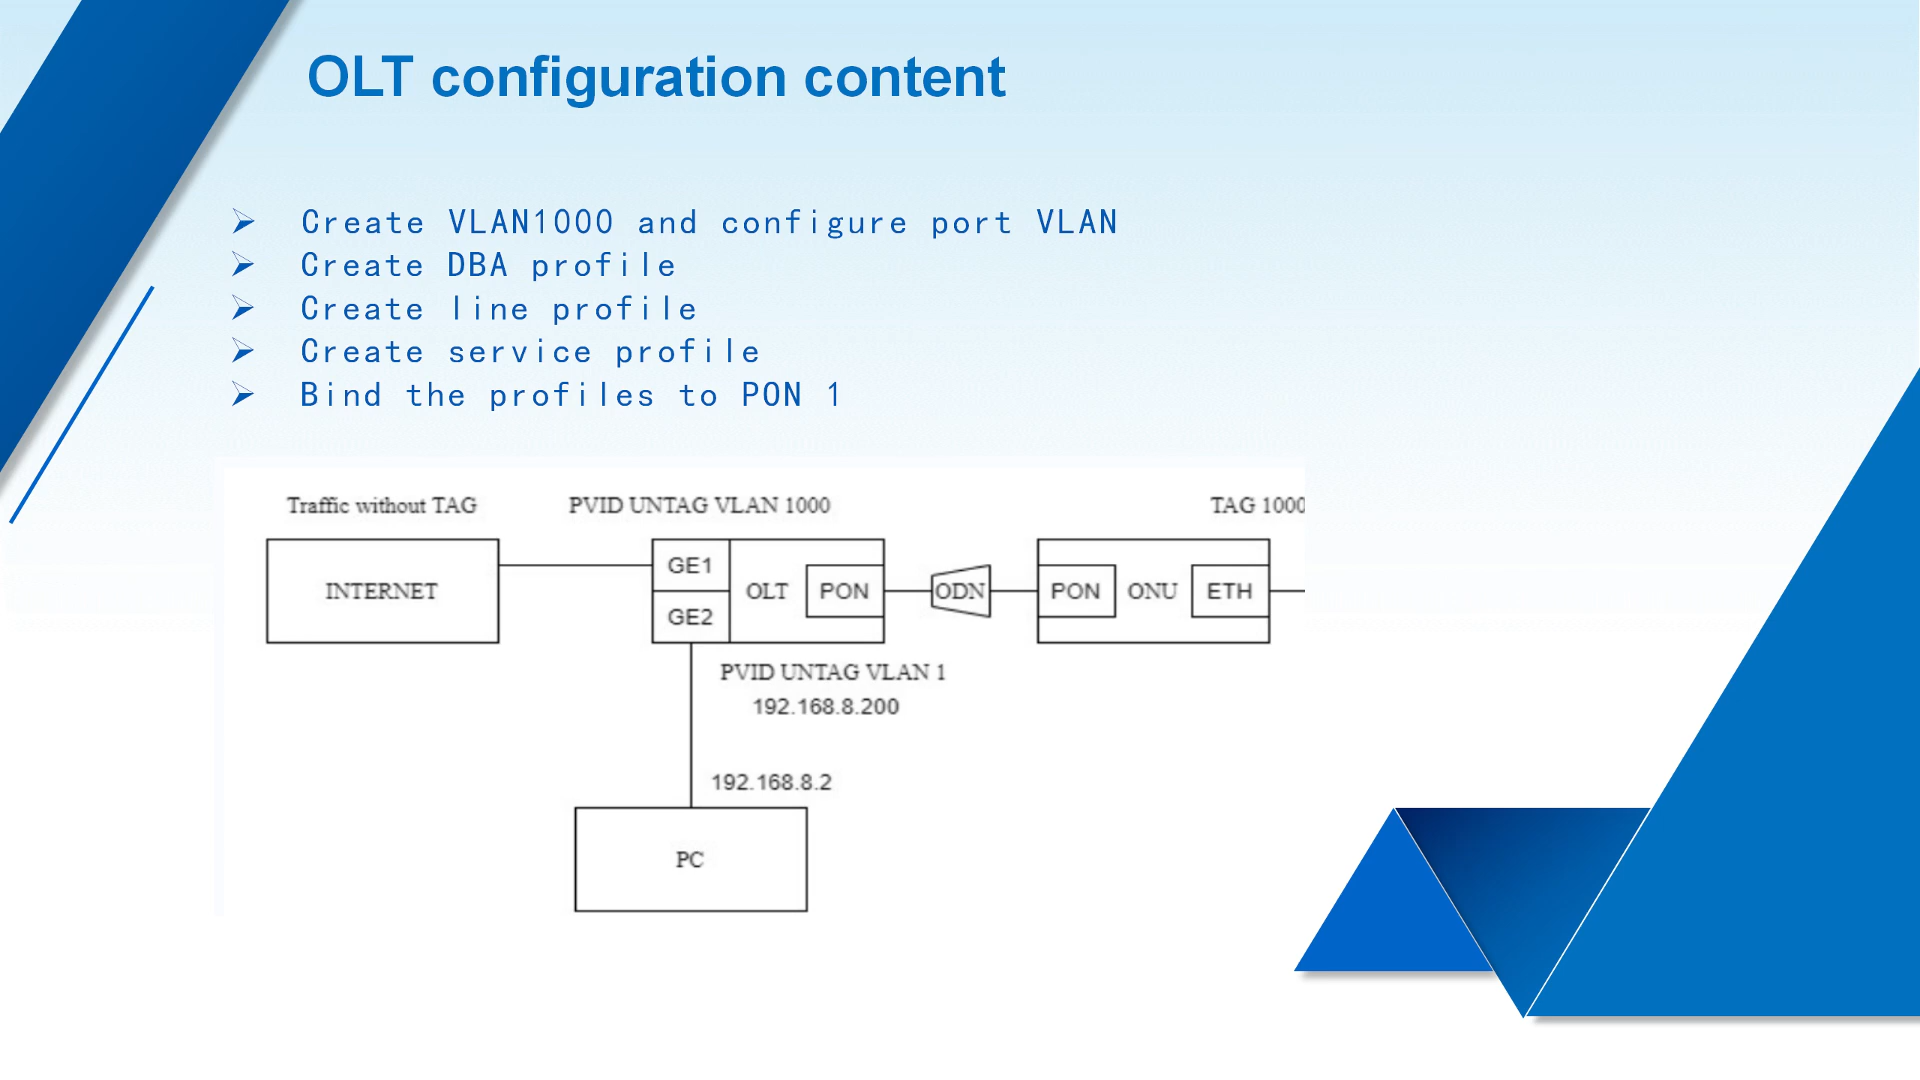 OLT configuration content
Create VLAN1000 and configure port VLAN
Create DBA profile
Create line profile
Create service profile
Bind the profiles to PON 1
Traffic without TAG
PVID UNTAG VLAN 1000
TAG 1000
INTERNET
GE1
GE2
OLT
PON
ODN
PON
ONU
ETH
PVID UNTAG VLAN 1
192.168.8.200
192.168.8.2
PC